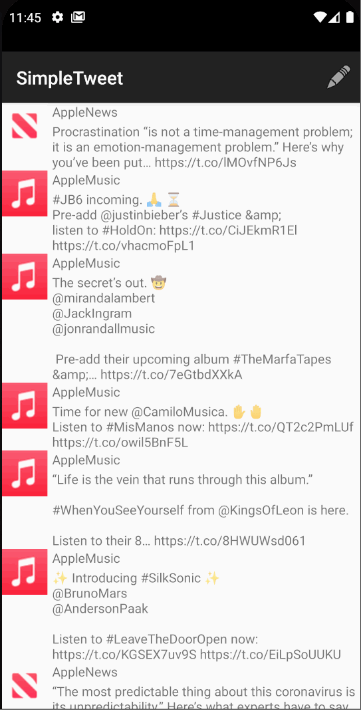 11:45
SimpleTweet
AppleNews
Procrastination “is not a time-management problem;
it is an emotion-management problem.” Here’s why
you’ve been put… https://t.co/lMOvfNP6Js
AppleMusic
#JB6 incoming. 🙏 ⏳
Pre-add @justinbieber’s #Justice &amp;
listen to #HoldOn: https://t.co/CiJEkmR1El
https://t.co/vhacmoFpL1
AppleMusic
The secret’s out. 🤠
@mirandalambert
@JackIngram
@jonrandallmusic
Pre-add their upcoming album #TheMarfaTapes
&amp;… https://t.co/7eGtbdXXkA
AppleMusic
Time for new @CamiloMusica. ✋🤚
Listen to #MisManos now: https://t.co/QT2c2PmLUf
https://t.co/owil5BnF5L
AppleMusic
“Life is the vein that runs through this album.”
#WhenYouSeeYourself from @KingsOfLeon is here.
Listen to their 8… https://t.co/8HWUWsd061
AppleMusic
✨ Introducing #SilkSonic ✨
@BrunoMars
@AndersonPaak
Listen to #LeaveTheDoorOpen now:
https://t.co/KGSEX7uv9S https://t.co/EiLpSoUUKU
AppleNews
“The most predictable thing about this coronavirus is
its unpredictability.” Here’s what experts have to say